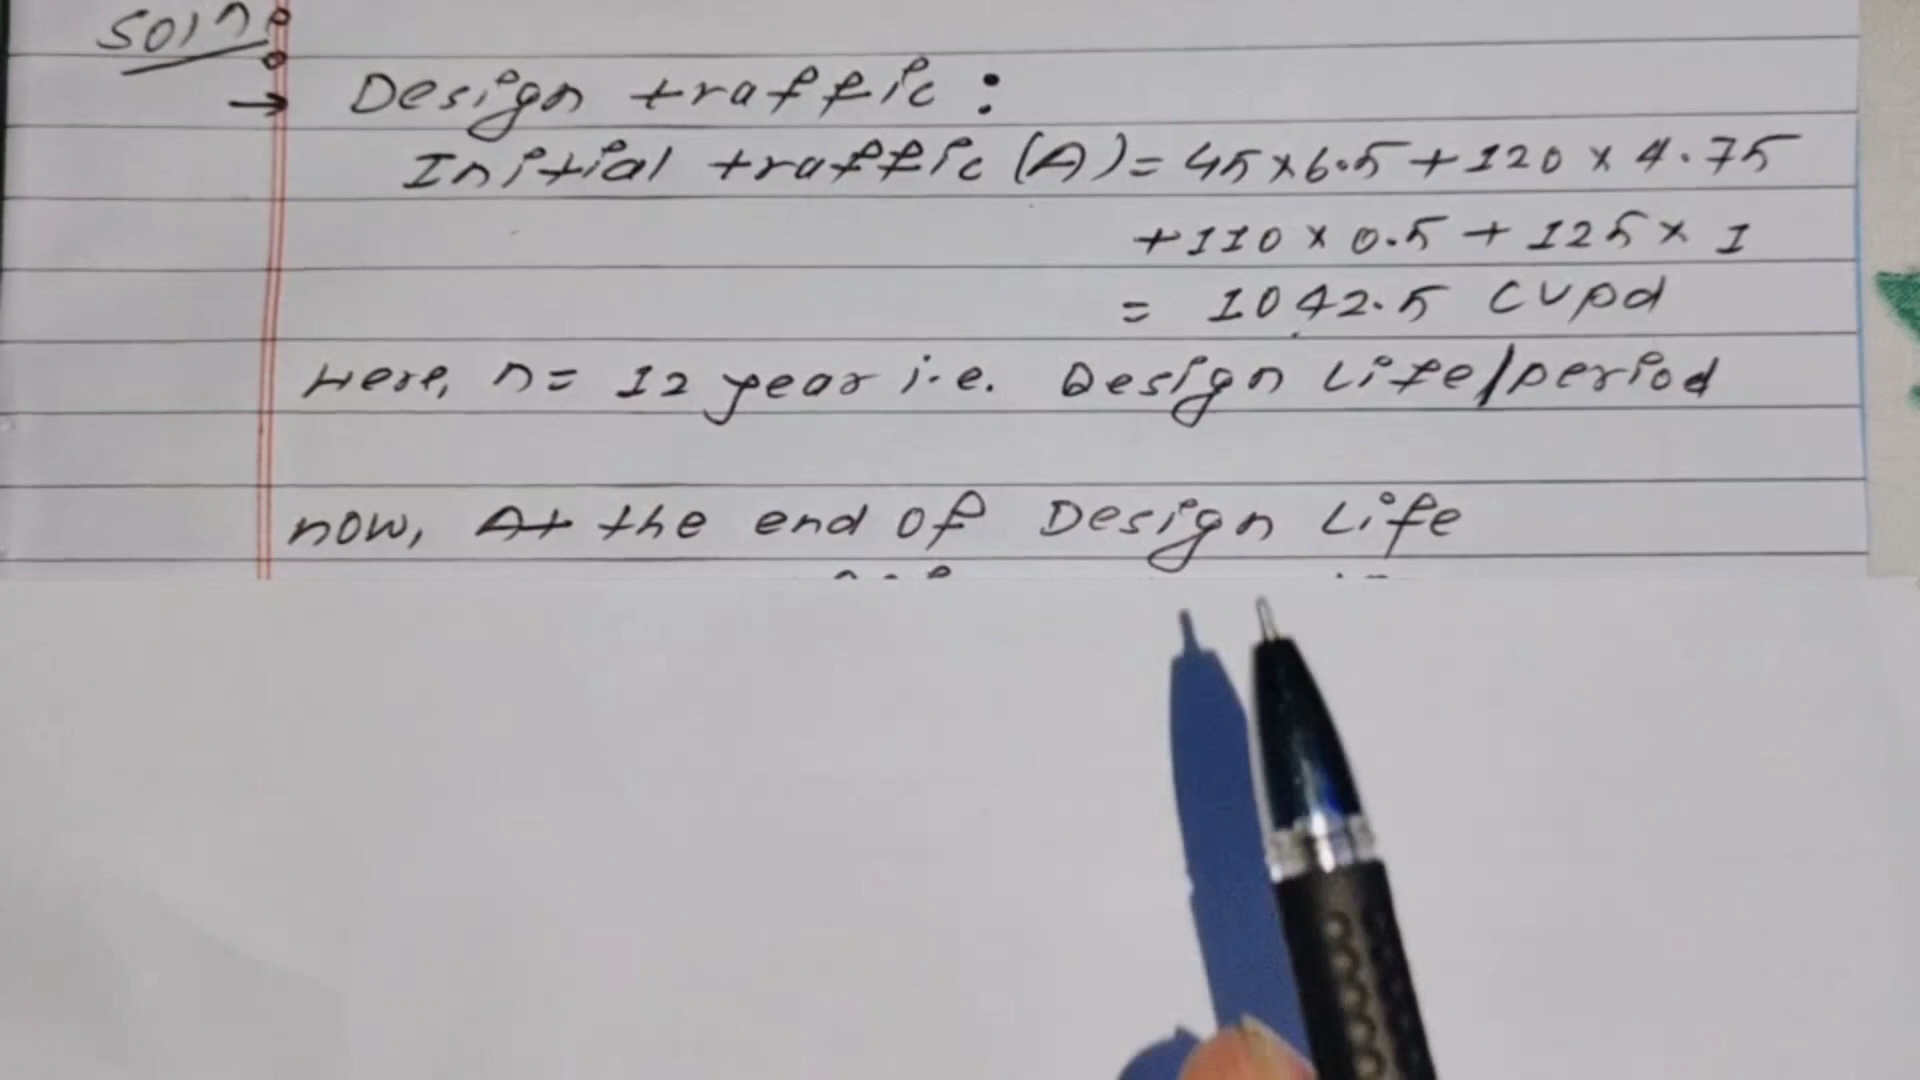 Soln:
→ Design traffic :
Initial traffic (A) = 45 x 6.5 + 120 x 4.75
+ 110 x 0.5 + 125 x 1
= 1042.5 cvpd
Here, n = 12 year i.e. Design Life/period
now, At the end of Design Life